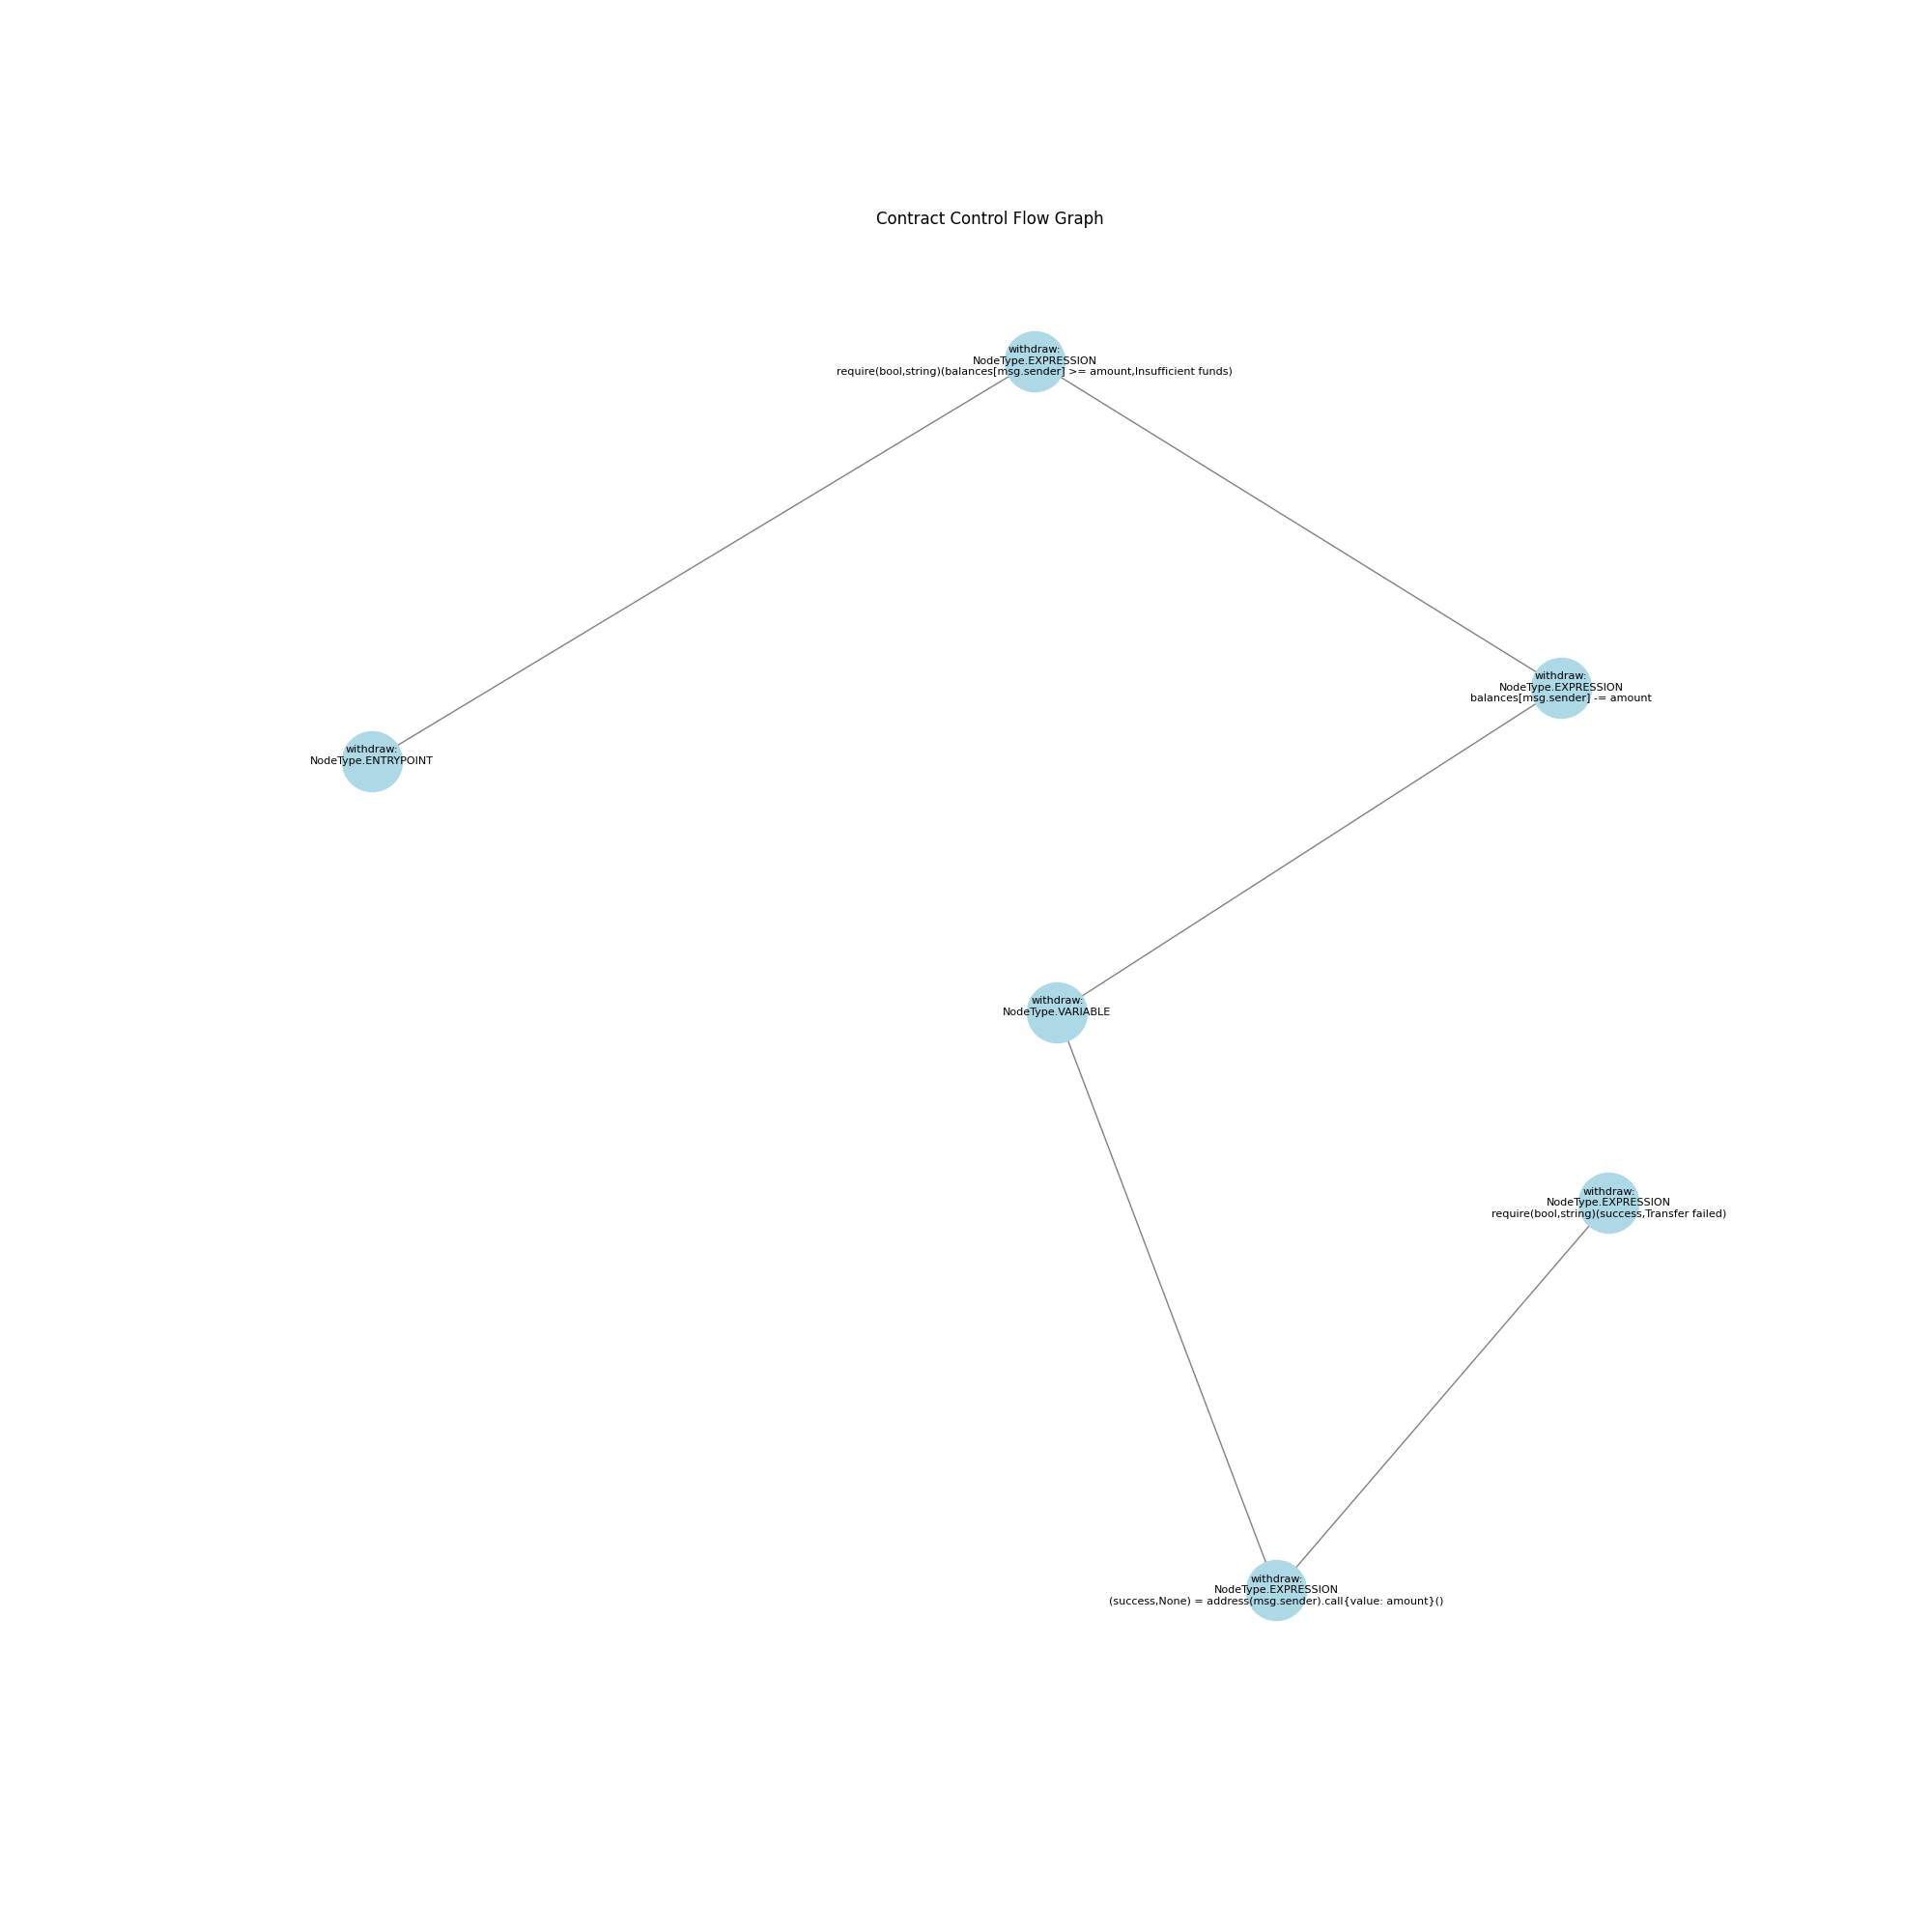 Contract Control Flow Graph
withdraw:
NodeType.EXPRESSION
require(bool,string)(balances[msg.sender] >= amount,Insufficient funds)
withdraw:
NodeType.EXPRESSION
balances[msg.sender] -= amount
withdraw:
NodeType.ENTRYPOINT
withdraw:
NodeType.VARIABLE
withdraw:
NodeType.EXPRESSION
require(bool,string)(success,Transfer failed)
withdraw:
NodeType.EXPRESSION
(success,None) = address(msg.sender).call{value: amount}()